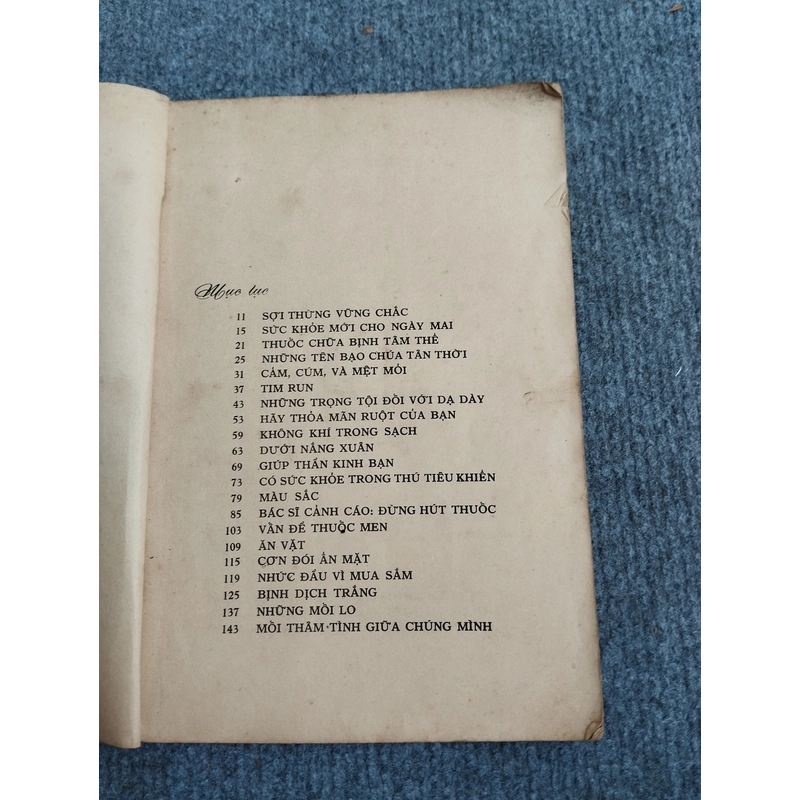 Mục lục
11 SỢI THỪNG VỮNG CHẮC
15 SỨC KHỎE MỚI CHO NGÀY MAI
21 THUỐC CHỮA BỊNH TÂM THẾ
25 NHỮNG TÊN BẠO CHÚA TÂN THỜI
31 CẢM, CÚM, VÀ MỆT MỎI
37 TIM RUN
43 NHỮNG TRỌNG TỘI ĐỐI VỚI DẠ DÀY
53 HÃY THỎA MÃN RUỘT CỦA BẠN
59 KHÔNG KHÍ TRONG SẠCH
63 DƯỚI NẮNG XUÂN
69 GIÚP THẦN KINH BẠN
73 CÓ SỨC KHỎE TRONG THÚ TIÊU KHIỂN
79 MÀU SẮC
85 BÁC SĨ CẢNH CÁO: ĐỪNG HÚT THUỐC
103 VẤN ĐỀ THUỐC MEN
109 ĂN VẶT
115 CƠN ĐÓI ẨN MẶT
119 NHỨC ĐẦU VÌ MUA SẮM
125 BỊNH DỊCH TRẮNG
137 NHỮNG MỐI LO
143 MỐI THÂM-TÌNH GIỮA CHÚNG MÌNH